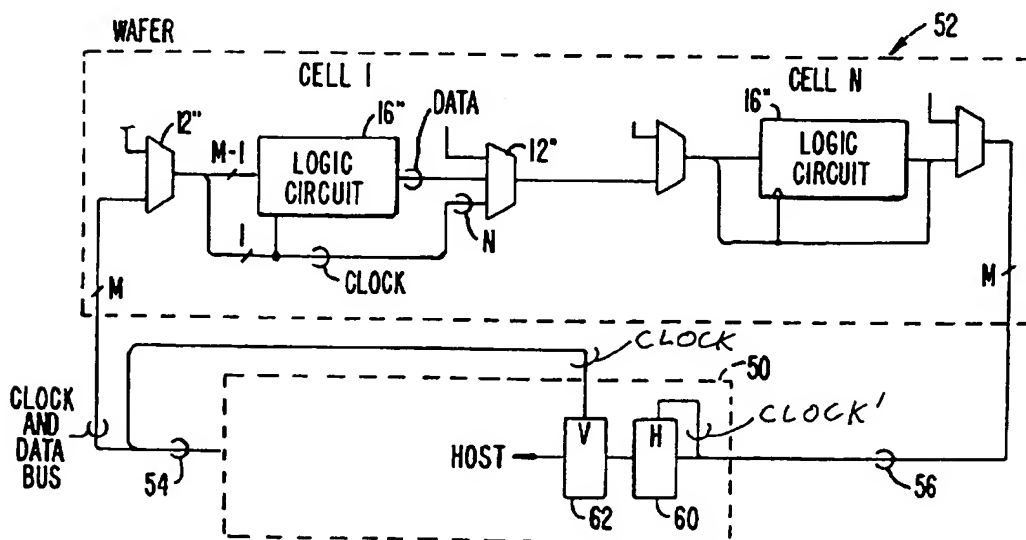 WAFER
52
CELL 1
CELL N
12"
16"
DATA
12"
16"
M-1
LOGIC
CIRCUIT
LOGIC
CIRCUIT
1
N
CLOCK
M
M
CLOCK
50
CLOCK
AND
DATA
BUS
V
H
CLOCK'
HOST
54
62
60
56